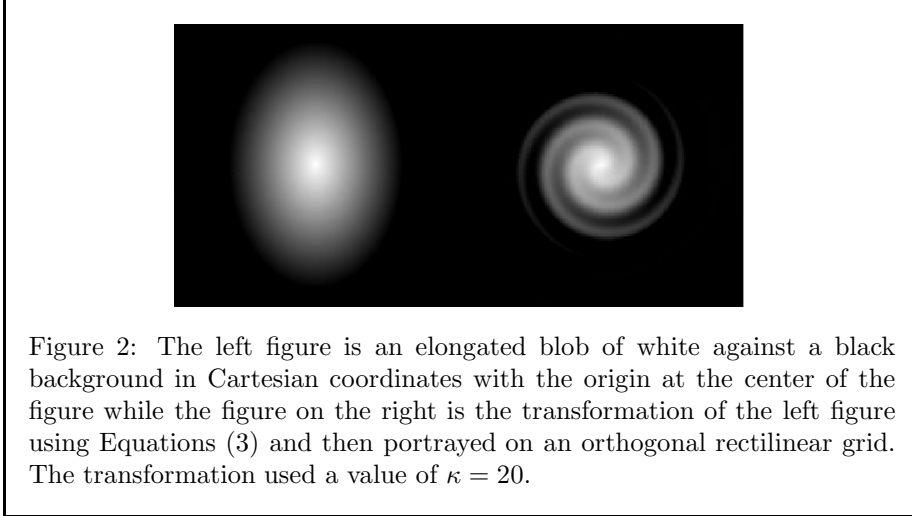 Figure 2: The left figure is an elongated blob of white against a black
background in Cartesian coordinates with the origin at the center of the
figure while the figure on the right is the transformation of the left figure
using Equations (3) and then portrayed on an orthogonal rectilinear grid.
The transformation used a value of κ = 20.